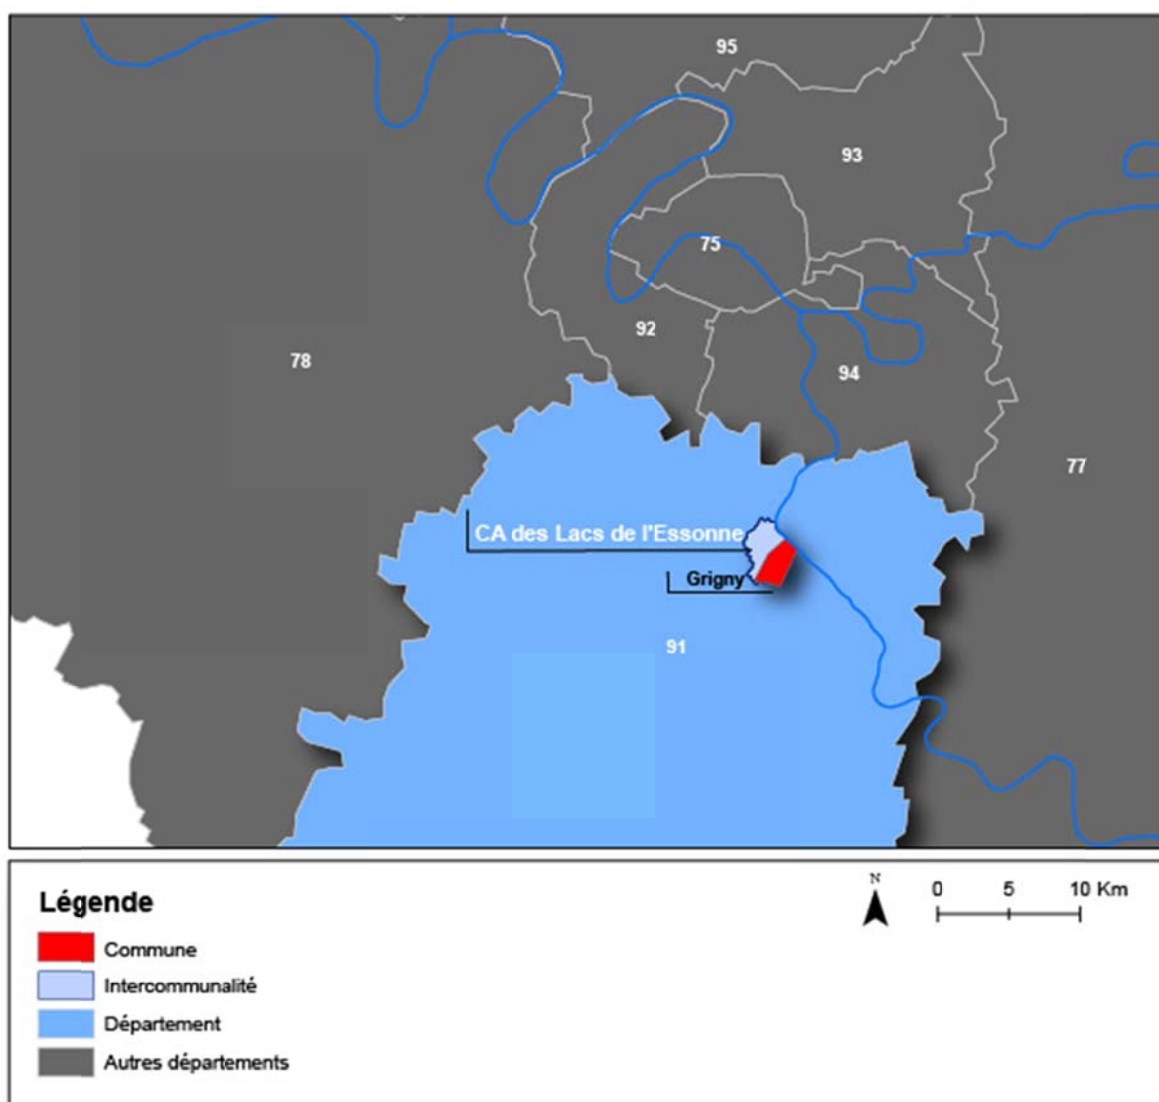 95
93
75
92
78
94
77
CA des Lacs de l'Essonne
Grigny
91
Légende
Commune
Intercommunalité
Département
Autres départements
N
0 5 10 Km